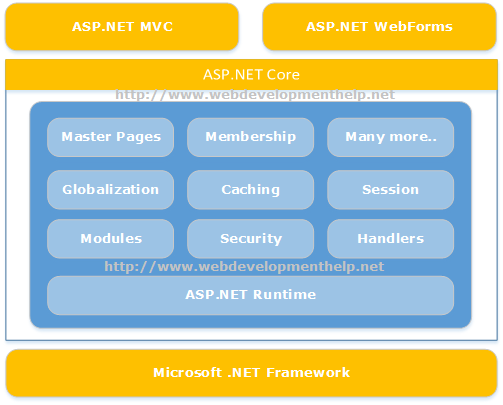 ASP.NET MVC ASP.NET WebForms
ASP.NET Core
http://www.webdevelopmenthelp.net
Master Pages Membership Many more..
Globalization Caching Session
Modules Security Handlers
http://www.webdevelopmenthelp.net
ASP.NET Runtime
Microsoft .NET Framework